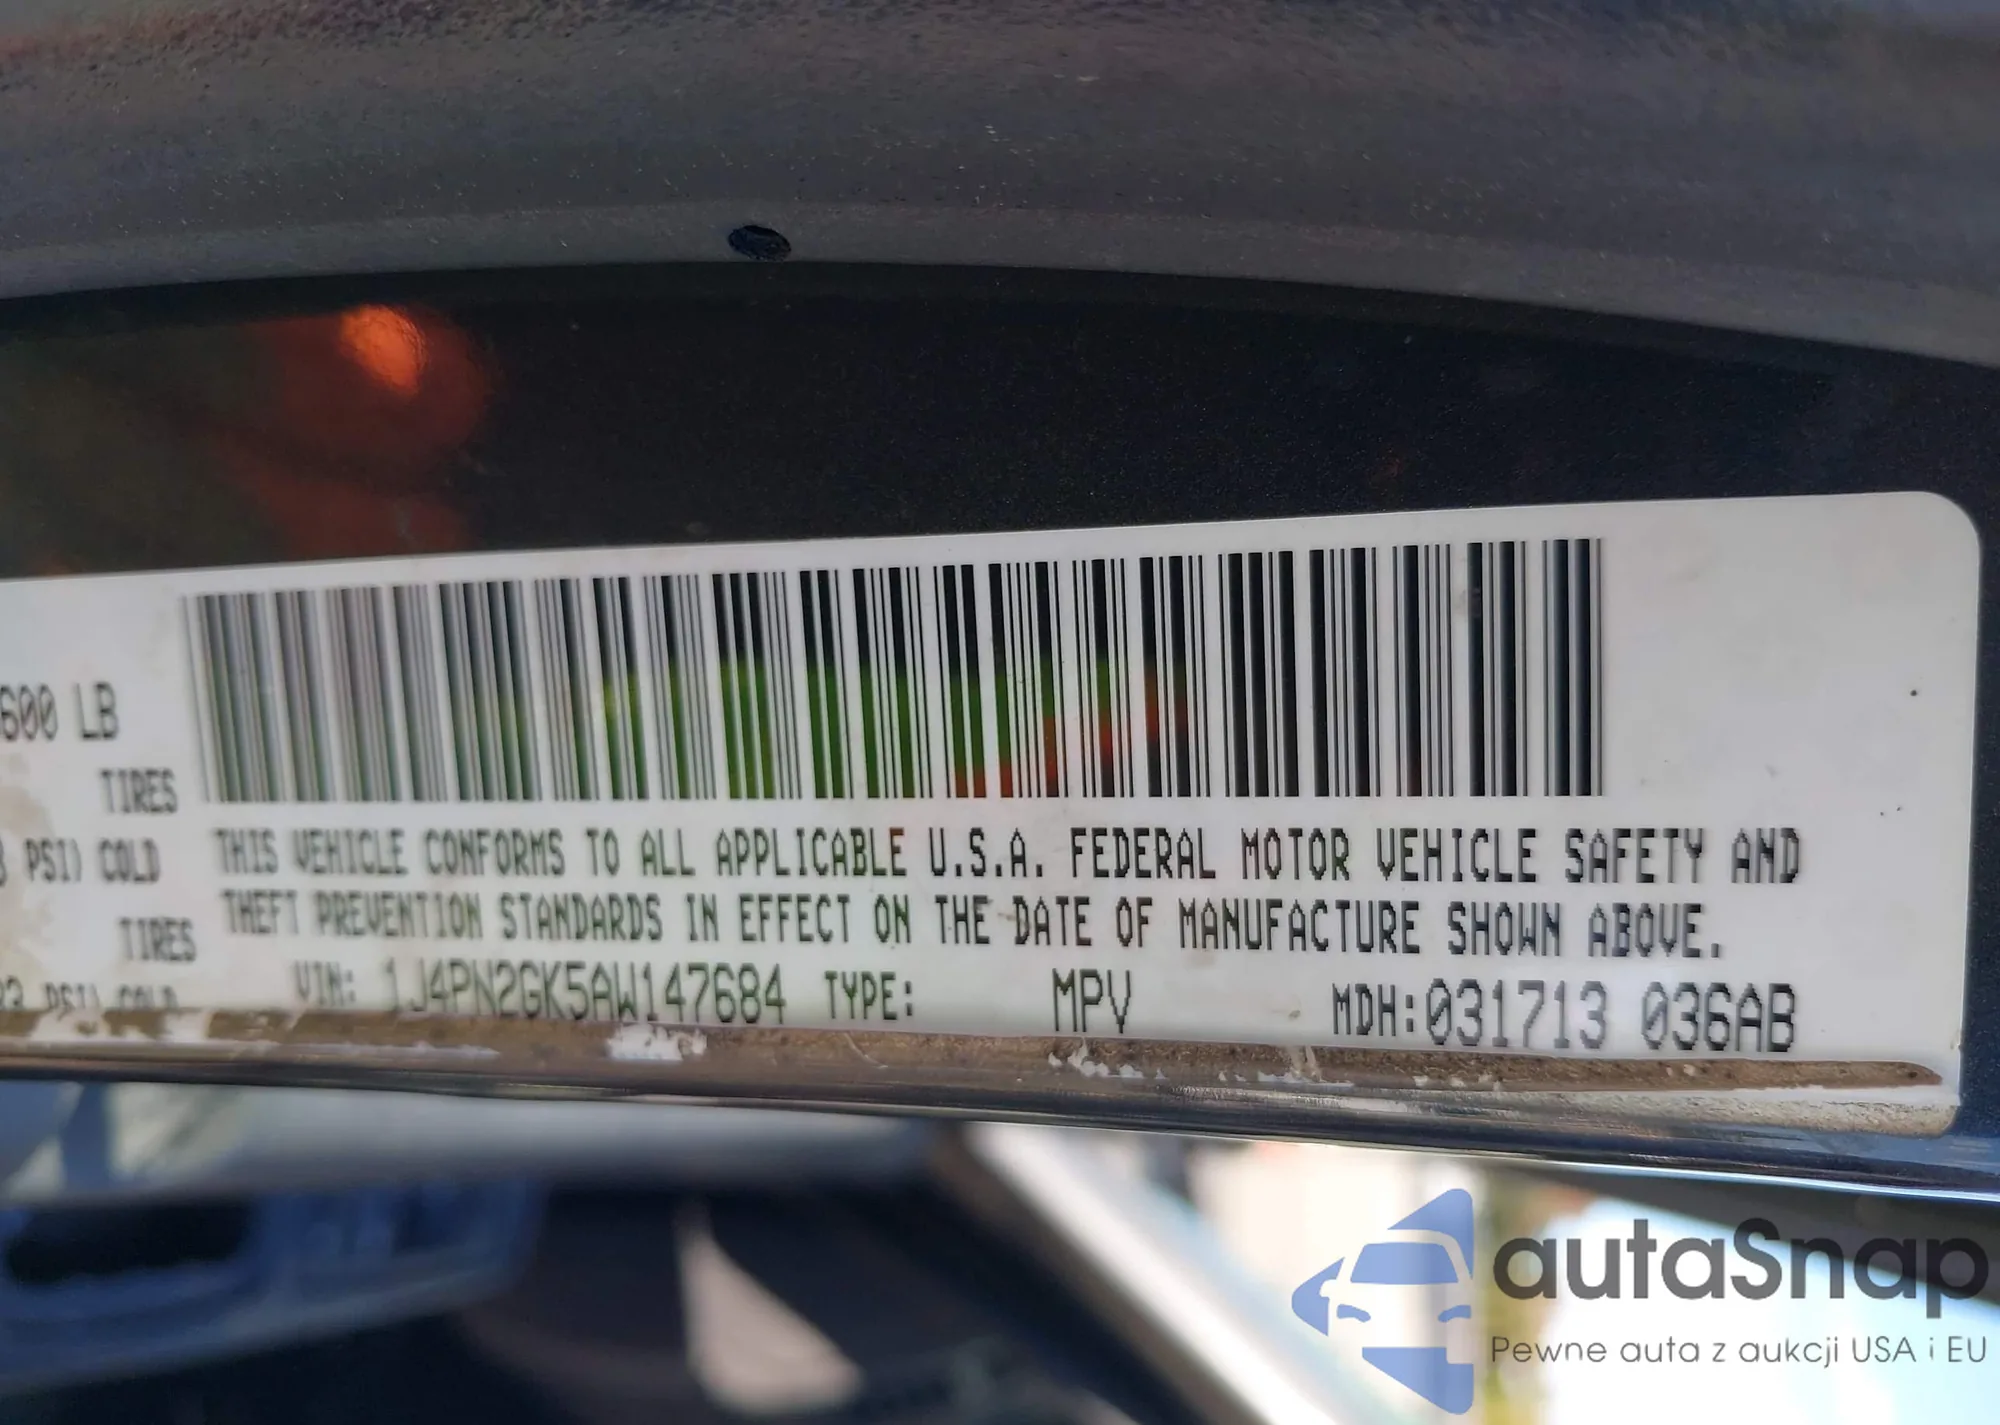 600 LB
TIRES
PSI) COLD
TIRES
PSI) COLD
THIS VEHICLE CONFORMS TO ALL APPLICABLE U.S.A. FEDERAL MOTOR VEHICLE SAFETY AND
THEFT PREVENTION STANDARDS IN EFFECT ON THE DATE OF MANUFACTURE SHOWN ABOVE.
VIN: 1J4PN2GK5AW147684 TYPE: MPV MDH:031713 036AB
autaSnap
Pewne auta z aukcji USA i EU